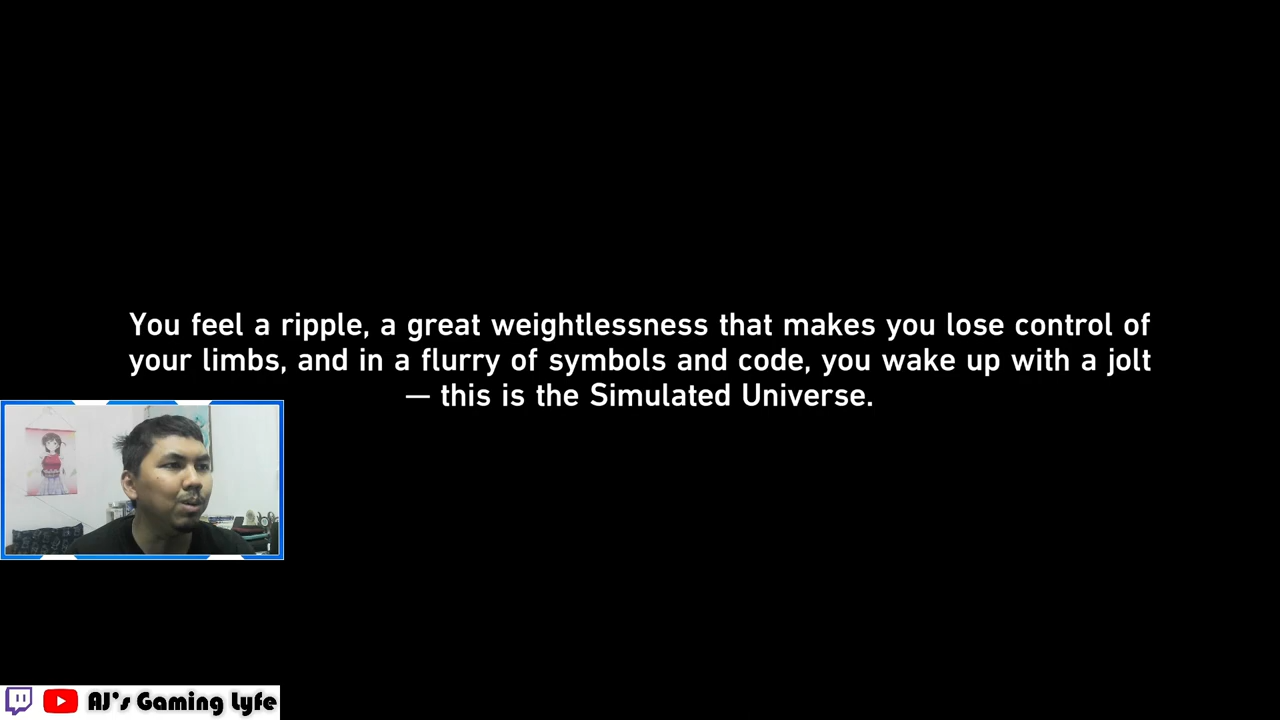 You feel a ripple, a great weightlessness that makes you lose control of
your limbs, and in a flurry of symbols and code, you wake up with a jolt
— this is the Simulated Universe.
AJ's Gaming Lyfe